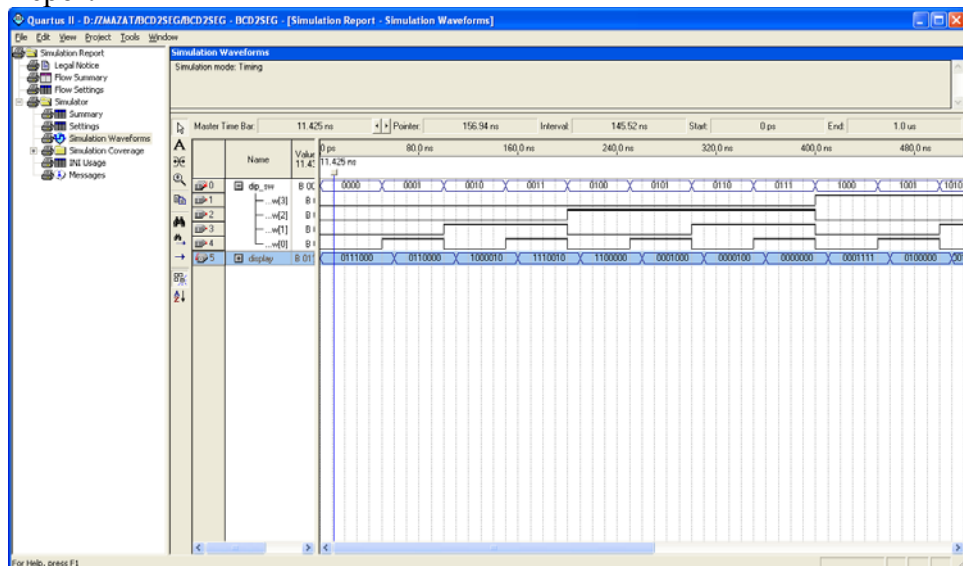 Quartus II - D:/7MAZAT/BCD2SEG/BCD2SEG - BCD2SEG - [Simulation Report - Simulation Waveforms]
File Edit View Project Tools Window
Simulation Report
Legal Notice
Flow Summary
Flow Settings
Simulator
Summary
Settings
Simulation Waveforms
Simulation Coverage
INI Usage
Messages
Simulation Waveforms
Simulation mode: Timing
Master Time Bar: 11.425 ns Pointer: 156.94 ns Interval: 145.52 ns Start: 0 ps End: 1.0 us
Name
Value
11.4
0 ps 80.0 ns 160.0 ns 240.0 ns 320.0 ns 400.0 ns 480.0 ns
11.425 ns
0 dip_sw 0000 0001 0010 0011 0100 0101 0110 0111 1000 1001 1010
1 ...w[3]
2 ...w[2]
3 ...w[1]
4 ...w[0]
5 display B 01 0111000 0110000 1000010 1110010 1100000 0001000 0000100 0000000 0001111 0100000
For Help, press F1